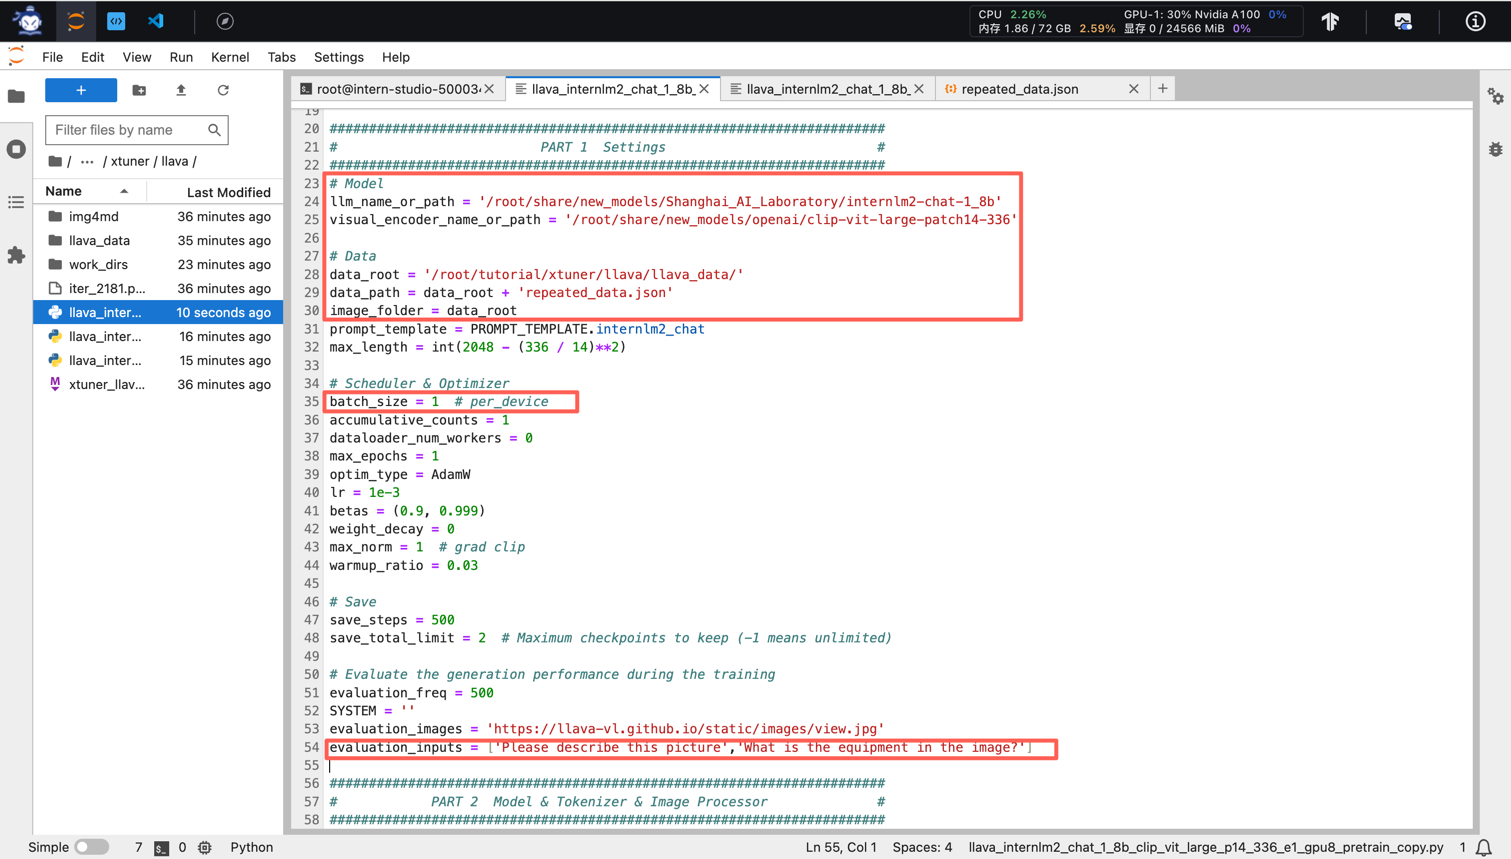 CPU 2.26% GPU-1: 30% Nvidia A100 0%
内存 1.86 / 72 GB 2.59% 显存 0 / 24566 MiB 0%
File Edit View Run Kernel Tabs Settings Help
root@intern-studio-50003 llava_internlm2_chat_1_8b_ llava_internlm2_chat_1_8b_ repeated_data.json
Filter files by name
/ ··· / xtuner / llava /
Name Last Modified
img4md 36 minutes ago
llava_data 35 minutes ago
work_dirs 23 minutes ago
iter_2181.p... 36 minutes ago
llava_inter... 10 seconds ago
llava_inter... 16 minutes ago
llava_inter... 15 minutes ago
xtuner_llav... 36 minutes ago
19
20 #######################################################################
21 # PART 1 Settings #
22 #######################################################################
23 # Model
24 llm_name_or_path = '/root/share/new_models/Shanghai_AI_Laboratory/internlm2-chat-1_8b'
25 visual_encoder_name_or_path = '/root/share/new_models/openai/clip-vit-large-patch14-336'
26
27 # Data
28 data_root = '/root/tutorial/xtuner/llava/llava_data/'
29 data_path = data_root + 'repeated_data.json'
30 image_folder = data_root
31 prompt_template = PROMPT_TEMPLATE.internlm2_chat
32 max_length = int(2048 - (336 / 14)**2)
33
34 # Scheduler & Optimizer
35 batch_size = 1 # per_device
36 accumulative_counts = 1
37 dataloader_num_workers = 0
38 max_epochs = 1
39 optim_type = AdamW
40 lr = 1e-3
41 betas = (0.9, 0.999)
42 weight_decay = 0
43 max_norm = 1 # grad clip
44 warmup_ratio = 0.03
45
46 # Save
47 save_steps = 500
48 save_total_limit = 2 # Maximum checkpoints to keep (-1 means unlimited)
49
50 # Evaluate the generation performance during the training
51 evaluation_freq = 500
52 SYSTEM = ''
53 evaluation_images = 'https://llava-vl.github.io/static/images/view.jpg'
54 evaluation_inputs = ['Please describe this picture','What is the equipment in the image?']
55
56 #######################################################################
57 # PART 2 Model & Tokenizer & Image Processor #
58 #######################################################################
Simple 7 0 Python Ln 55, Col 1 Spaces: 4 llava_internlm2_chat_1_8b_clip_vit_large_p14_336_e1_gpu8_pretrain_copy.py 1